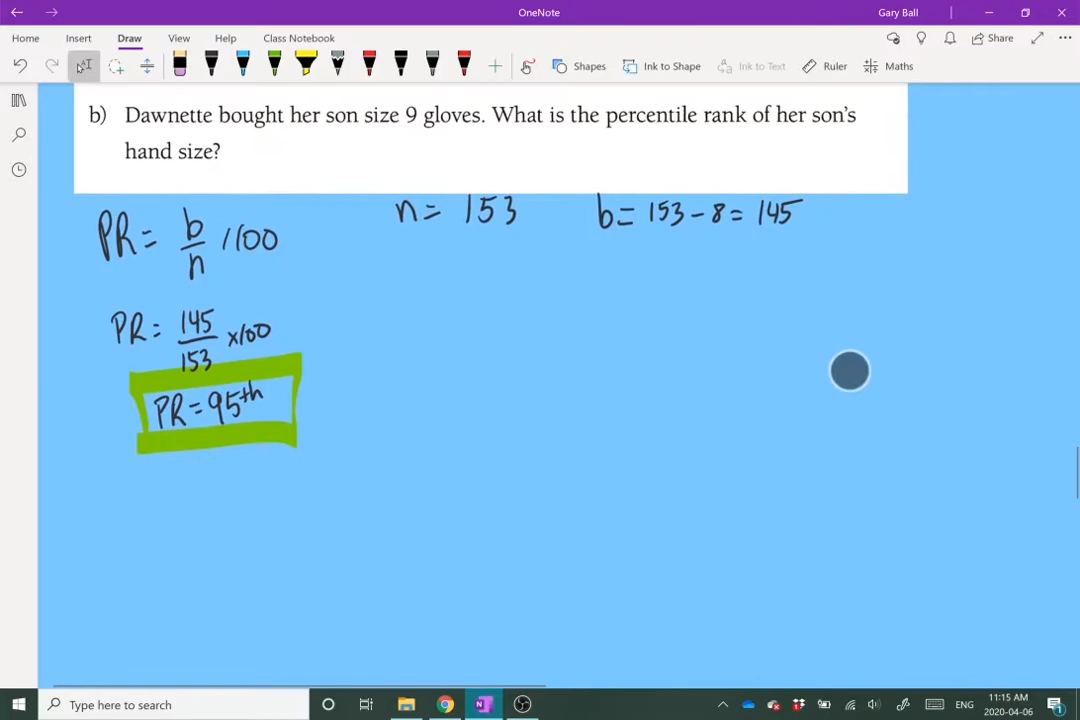 OneNote
Gary Ball
Home Insert Draw View Help Class Notebook
Share
Shapes Ink to Shape Ink to Text Ruler Maths
b) Dawnette bought her son size 9 gloves. What is the percentile rank of her son's
hand size?
n = 153 b = 153 - 8 = 145
PR = b/n × 100
PR = 145/153 ×100
PR = 95th
Type here to search
ENG
11:15 AM
2020-04-06
1